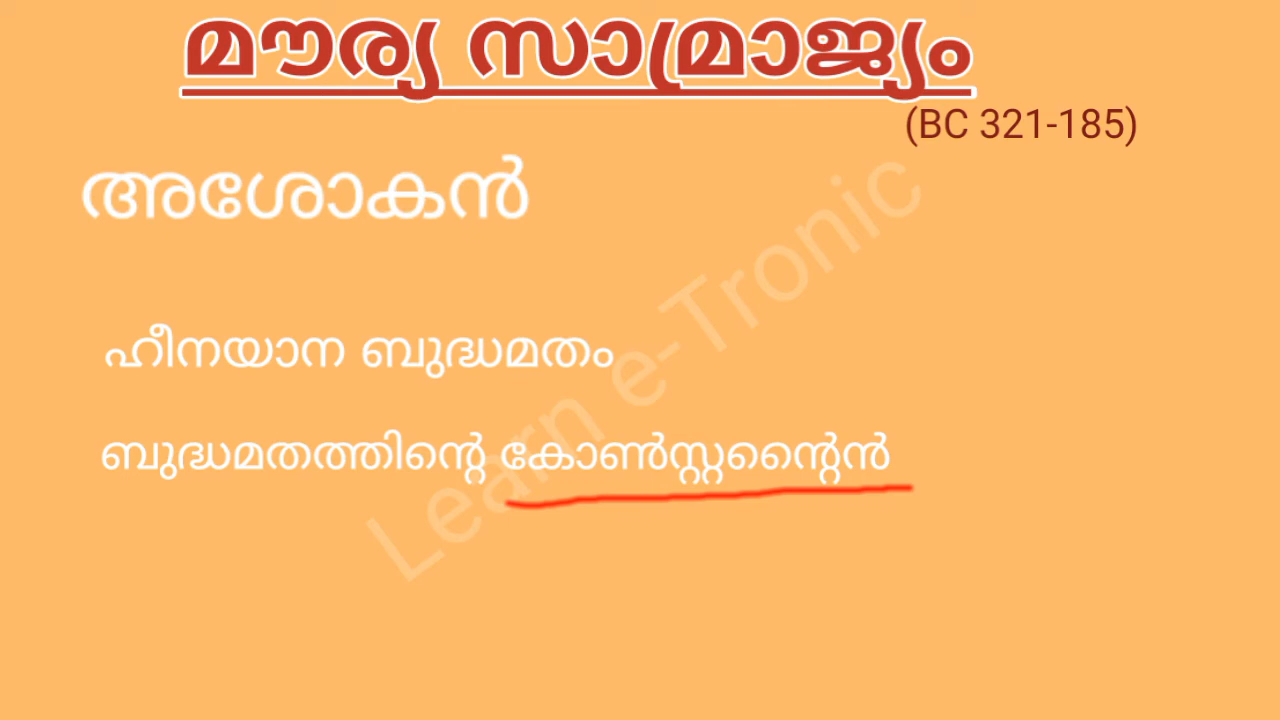 മൗര്യ സാമ്രാജ്യം
(BC 321-185)
അശോകൻ
ഹീനയാന ബുദ്ധമതം
ബുദ്ധമതത്തിന്റെ കോൺസ്റ്റന്റൈൻ
Learn e-Tronic